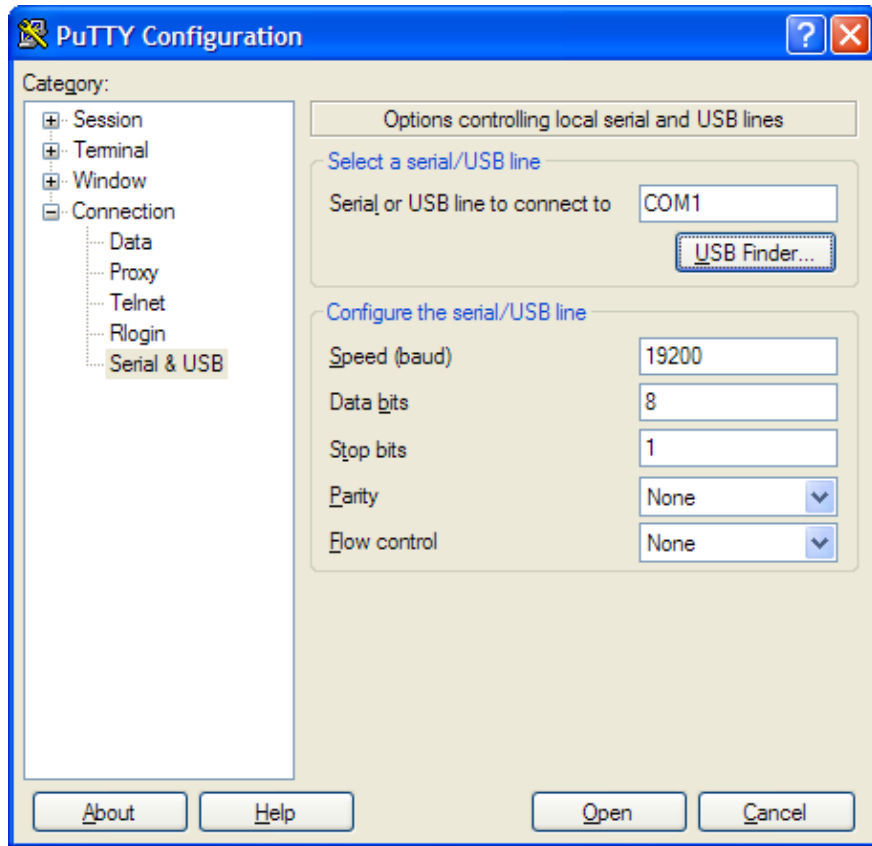 PuTTY Configuration
Category:
Session
Terminal
Window
Connection
Data
Proxy
Telnet
Rlogin
Serial & USB
Options controlling local serial and USB lines
Select a serial/USB line
Serial or USB line to connect to COM1
USB Finder...
Configure the serial/USB line
Speed (baud) 19200
Data bits 8
Stop bits 1
Parity None
Flow control None
About Help Open Cancel